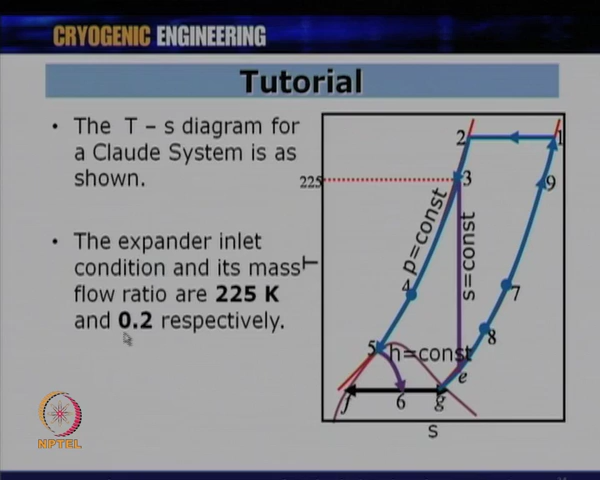 CRYOGENIC ENGINEERING
Tutorial
• The T – s diagram for
a Claude System is as
shown.
• The expander inlet
condition and its mass
flow ratio are 225 K
and 0.2 respectively.
2
1
225
3
9
p=const
s=const
T
4
7
8
5
h=const
e
f
6
g
s
NPTEL